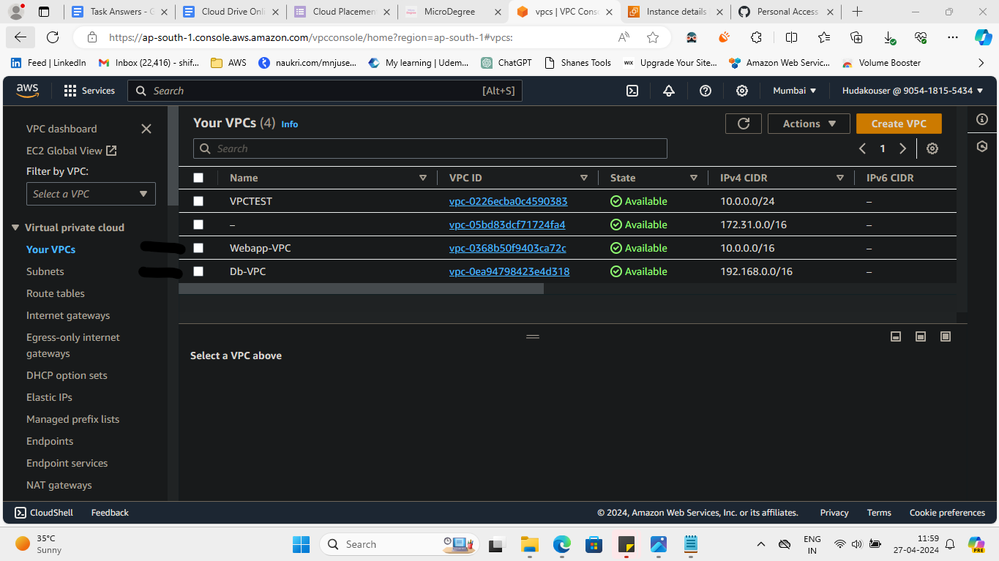 Task Answers - G
Cloud Drive Onli
Cloud Placemen
MicroDegree
vpcs | VPC Cons
Instance details
Personal Access
https://ap-south-1.console.aws.amazon.com/vpcconsole/home?region=ap-south-1#vpcs:
Feed | LinkedIn
Inbox (22,416) - shif...
AWS
naukri.com/mnjuse...
My learning | Udem...
ChatGPT
Shanes Tools
WIX
Upgrade Your Site...
Amazon Web Servic...
Volume Booster
aws
Services
Search
[Alt+S]
Mumbai
Hudakouser @ 9054-1815-5434
VPC dashboard
EC2 Global View
Filter by VPC:
Select a VPC
Virtual private cloud
Your VPCs
Subnets
Route tables
Internet gateways
Egress-only internet
gateways
DHCP option sets
Elastic IPs
Managed prefix lists
Endpoints
Endpoint services
NAT gateways
Your VPCs (4) Info
Actions
Create VPC
Search
1
Name VPC ID State IPv4 CIDR IPv6 CIDR
VPCTEST vpc-0226ecba0c4590383 Available 10.0.0.0/24 –
– vpc-05bd83dcf71724fa4 Available 172.31.0.0/16 –
Webapp-VPC vpc-0368b50f9403ca72c Available 10.0.0.0/16 –
Db-VPC vpc-0ea94798423e4d318 Available 192.168.0.0/16 –
Select a VPC above
CloudShell
Feedback
© 2024, Amazon Web Services, Inc. or its affiliates.
Privacy
Terms
Cookie preferences
35°C
Sunny
Search
ENG
IN
11:59
27-04-2024
PRE